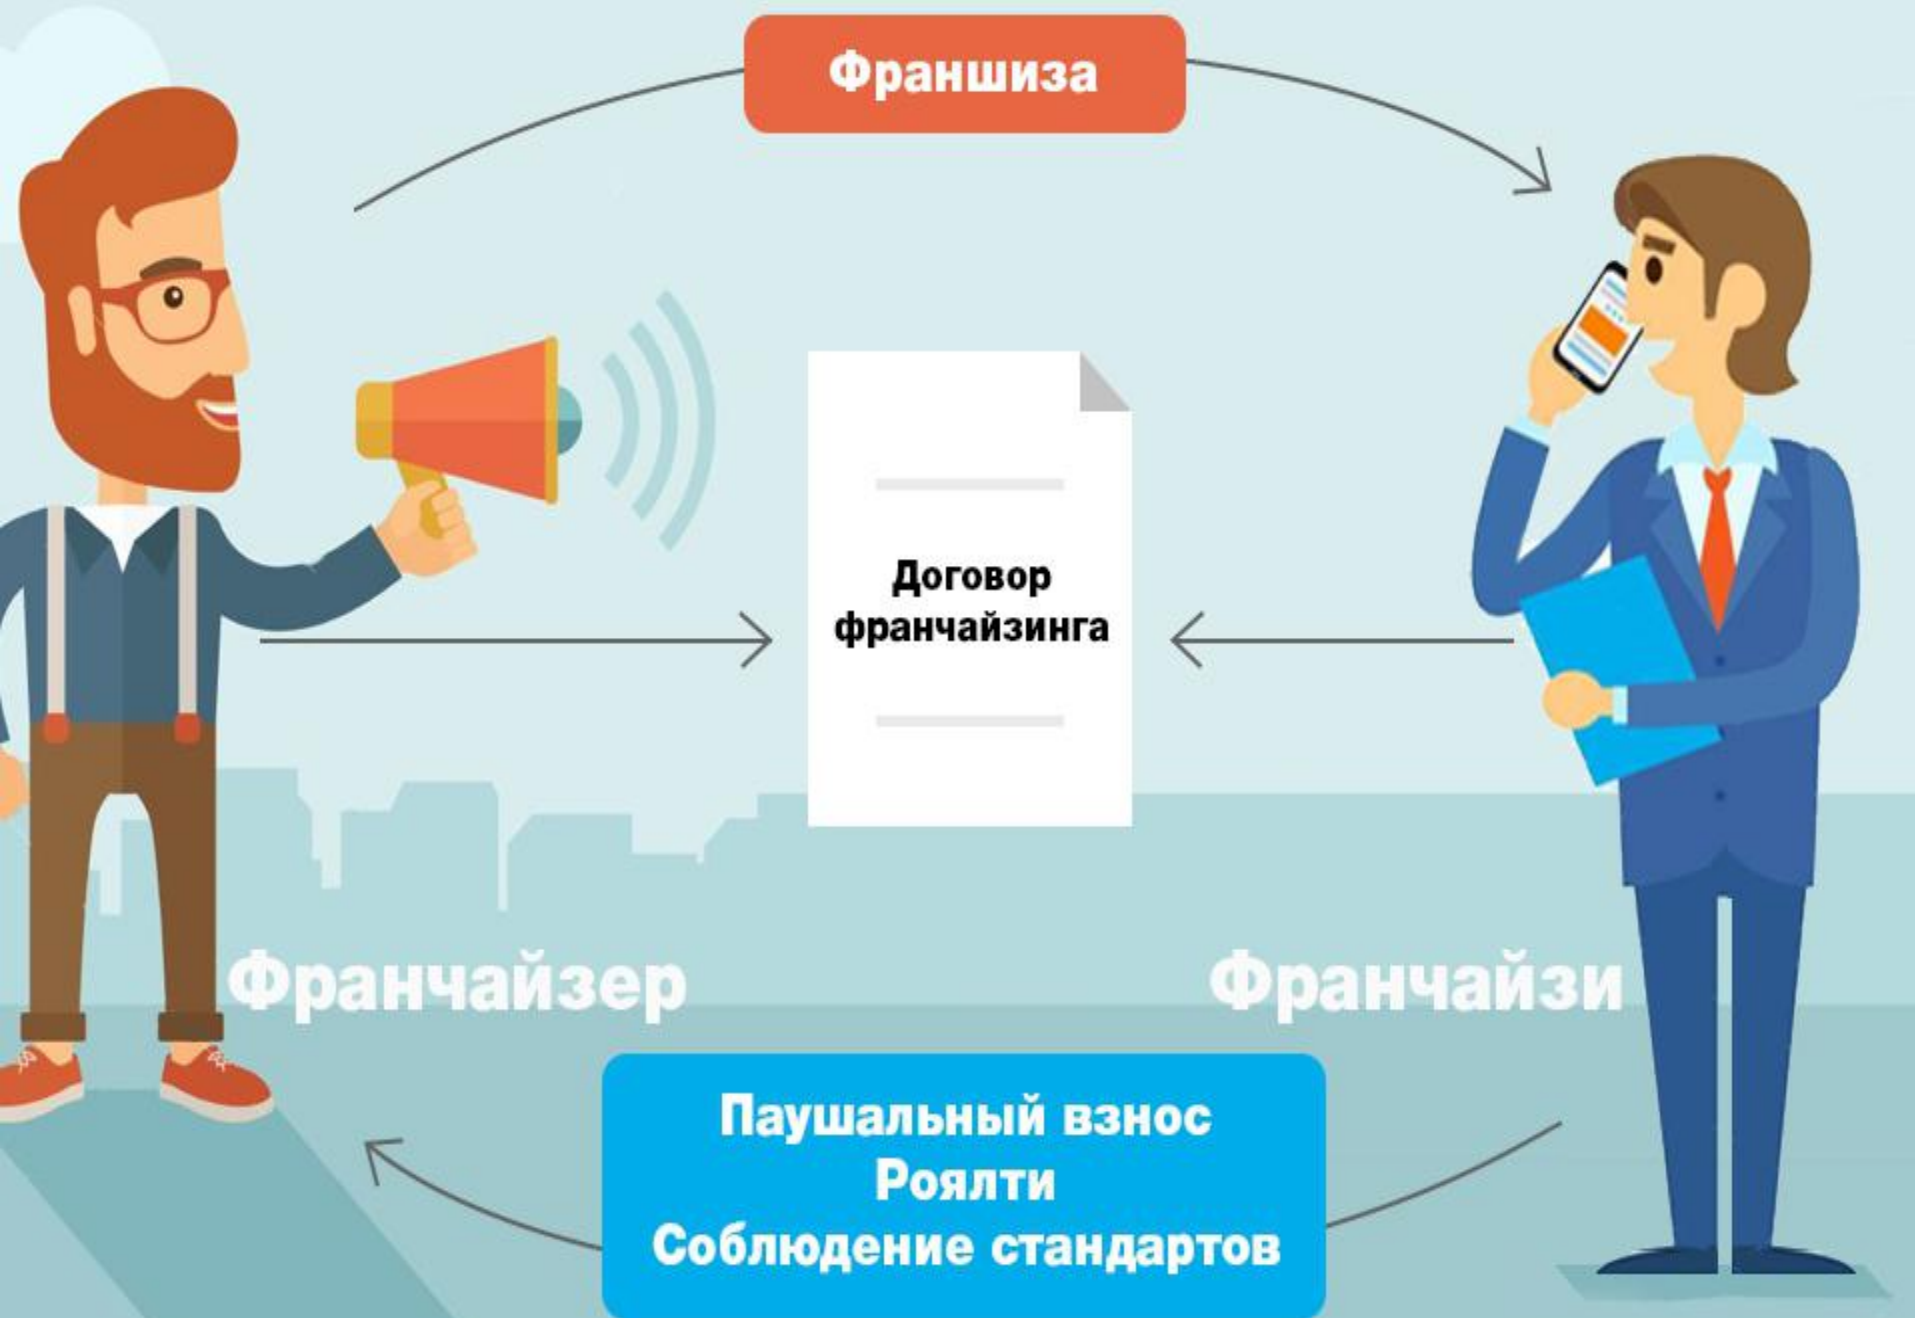 Франшиза
Договор
франчайзинга
Франчайзер
Франчайзи
Паушальный взнос
Роялти
Соблюдение стандартов